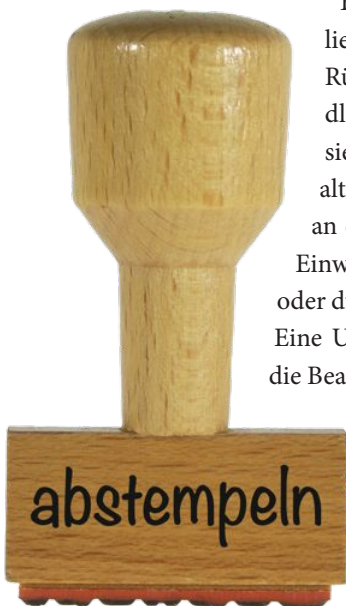 lie
Rü
dl
sie
alt
an
Einw
oder d
Eine U
die Bea
abstempeln